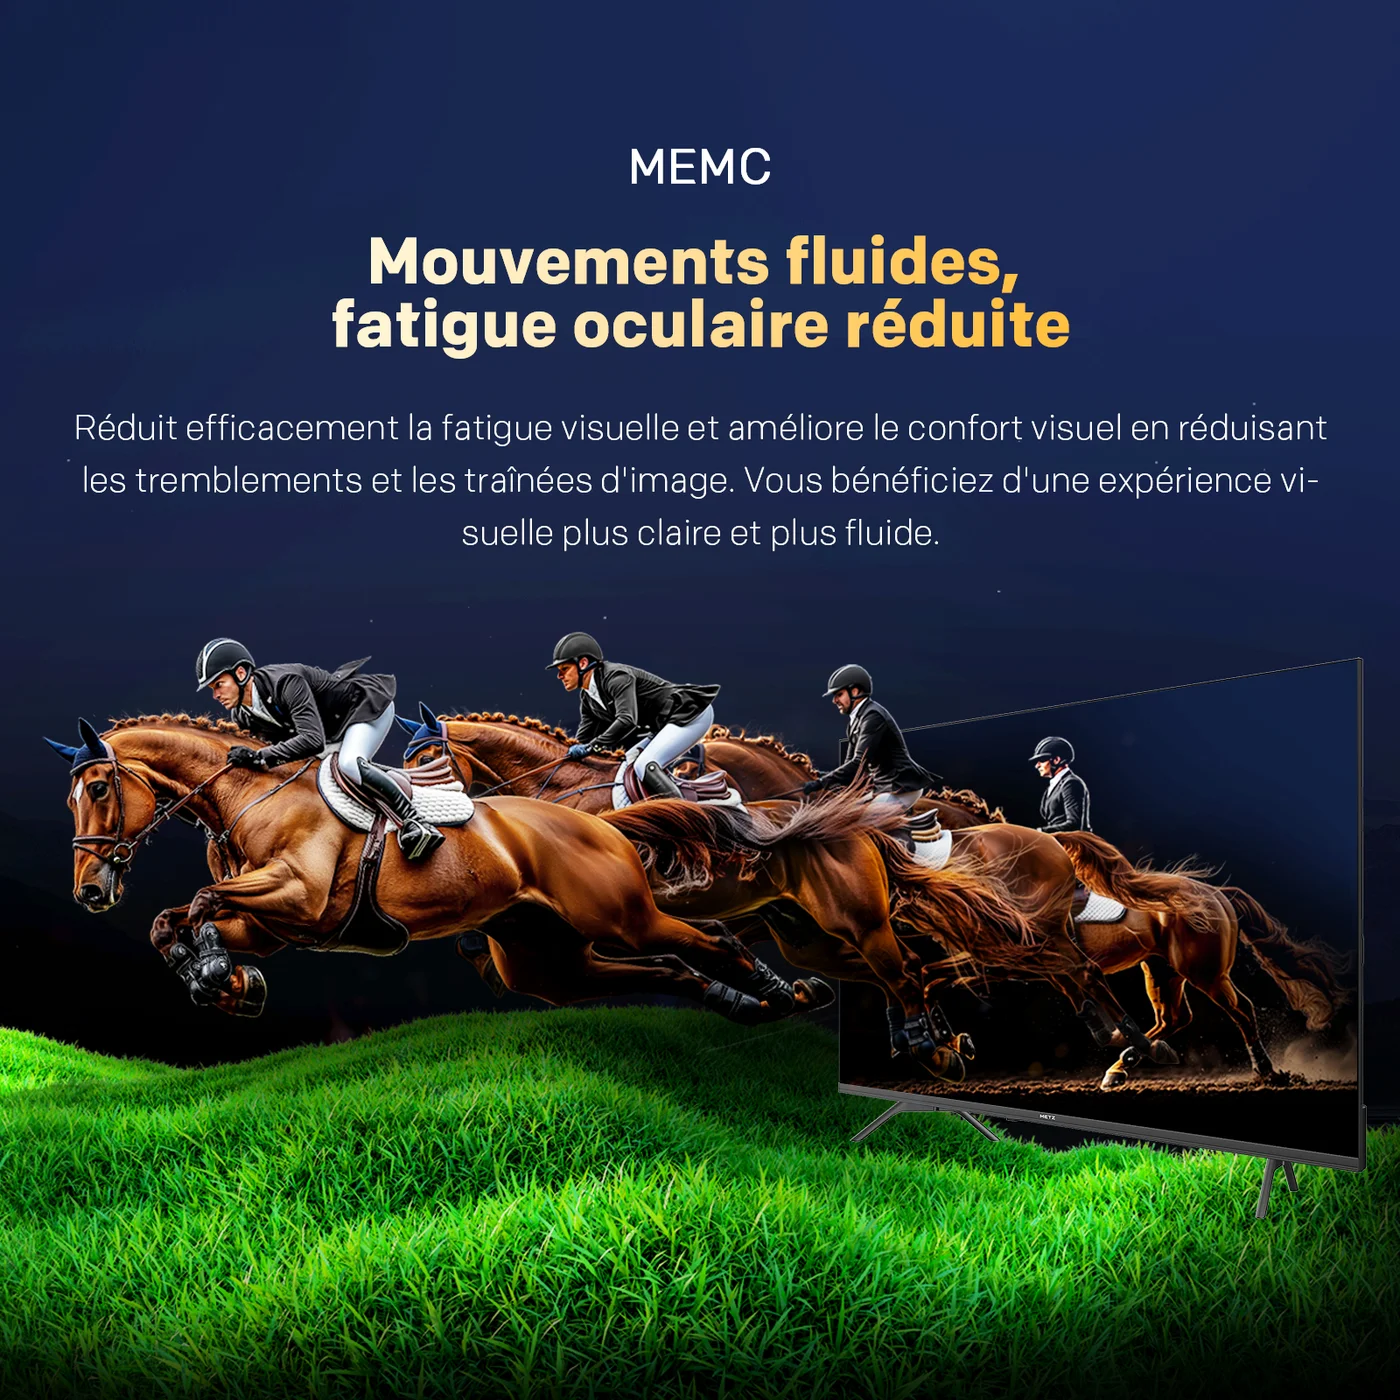 MEMC
Mouvements fluides,
fatigue oculaire réduite
Réduit efficacement la fatigue visuelle et améliore le confort visuel en réduisant
les tremblements et les traînées d'image. Vous bénéficiez d'une expérience vi-
suelle plus claire et plus fluide.
METZ